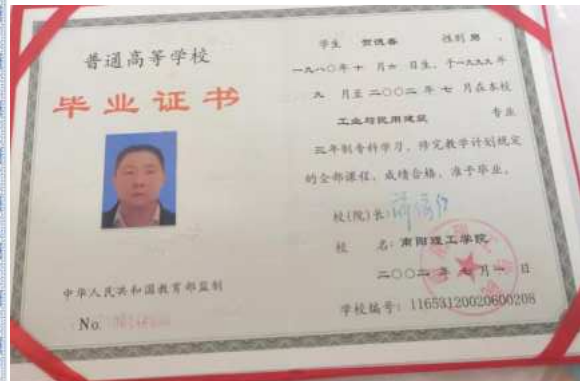 普通高等学校
毕业证书
中华人民共和国教育部监制
No.
学生 贺德春 性别 男 ,
一九八〇年 十 月 六 日生，于一九九九年
九 月至 二〇〇二 年 七 月在本校
工业与民用建筑 专业
三年制专科学习，修完教学计划规定
的全部课程，成绩合格，准予毕业。
校(院)长:
校 名: 南阳理工学院
二〇〇二 年 七 月 一 日
学校编号: 11653120020600208